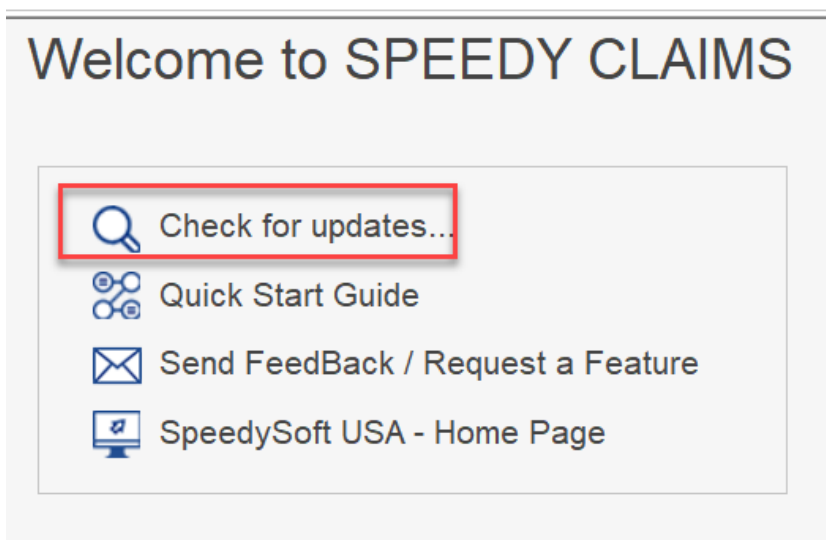 Welcome to SPEEDY CLAIMS
Check for updates...
Quick Start Guide
Send FeedBack / Request a Feature
SpeedySoft USA - Home Page